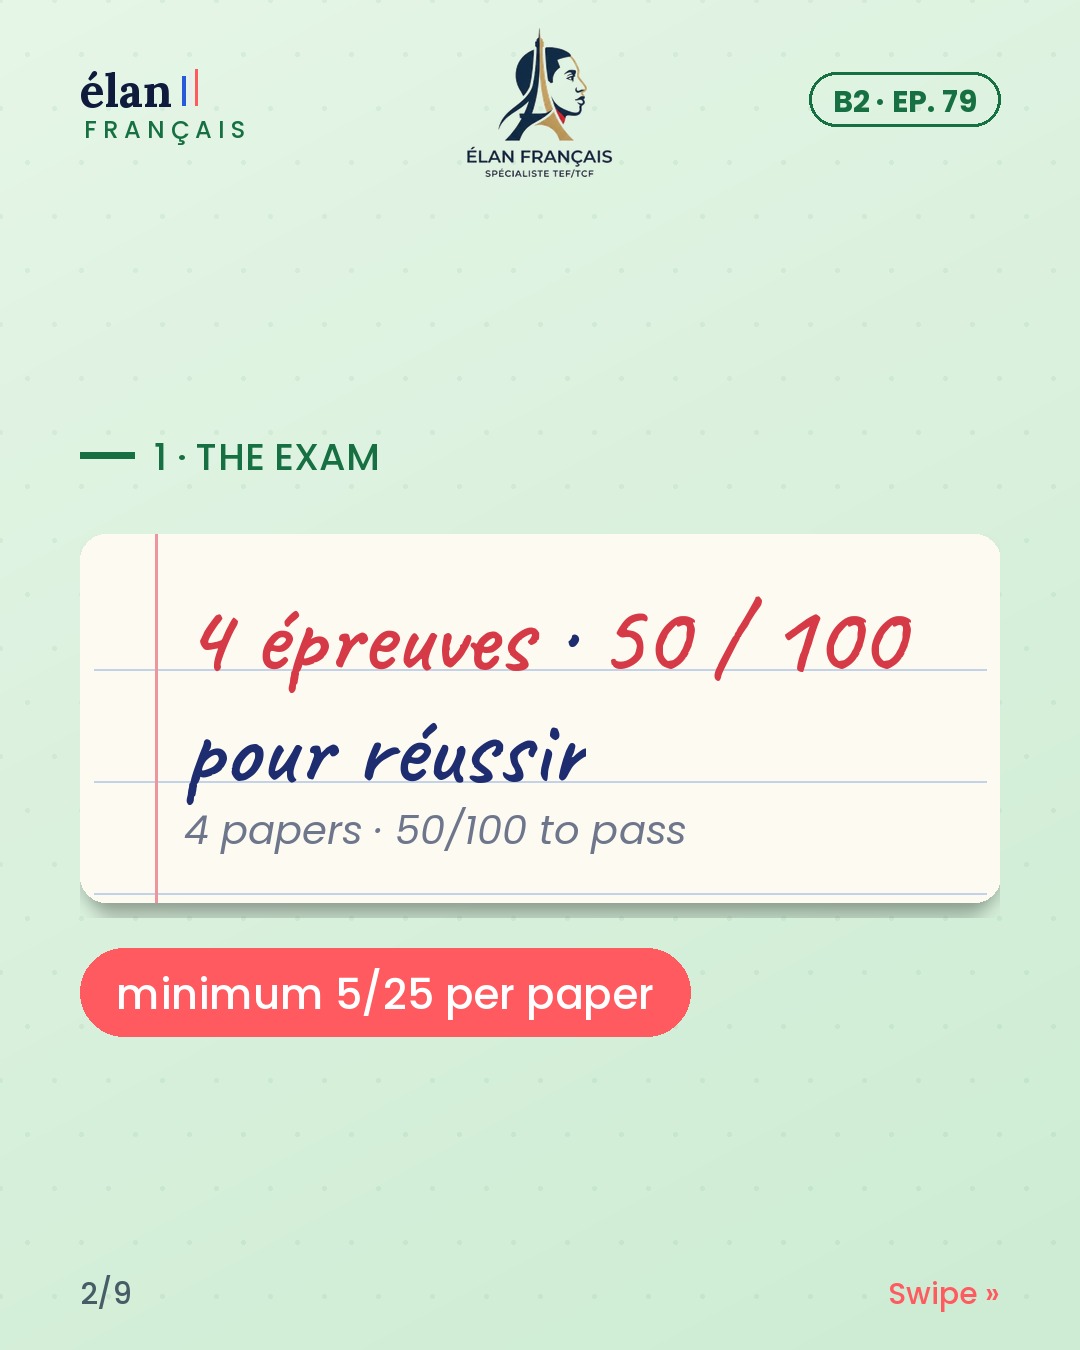 élan
FRANÇAIS
ÉLAN FRANÇAIS
SPÉCIALISTE TEF/TCF
B2 · EP. 79
1 · THE EXAM
4 épreuves · 50 / 100
pour réussir
4 papers · 50/100 to pass
minimum 5/25 per paper
2/9
Swipe »